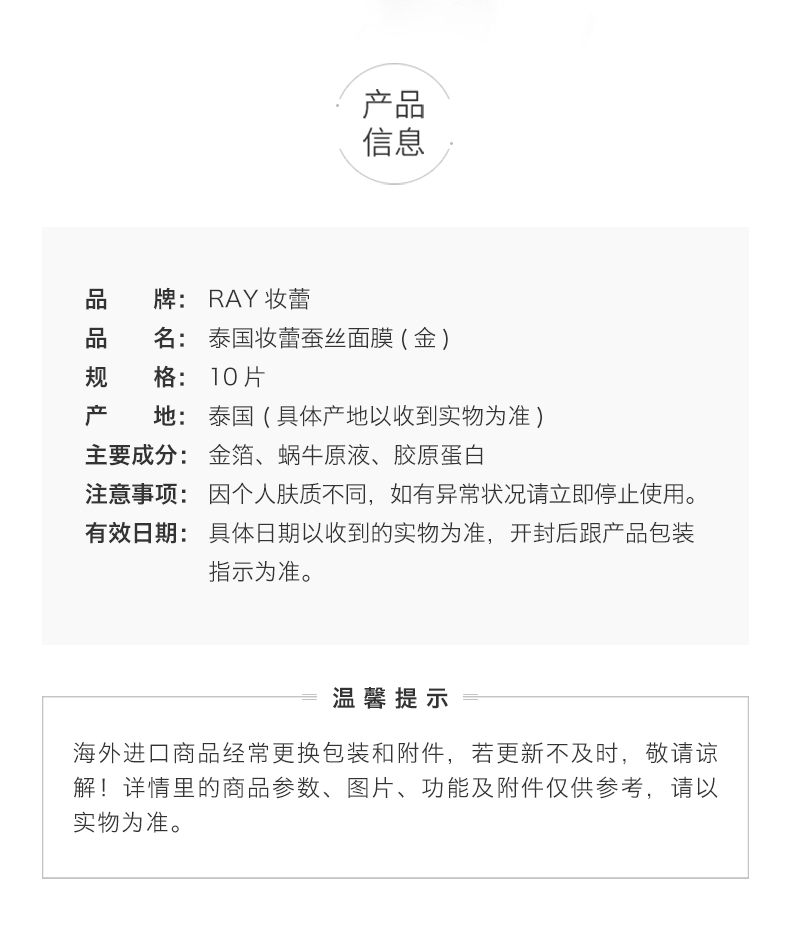 产品
信息
品 牌： RAY 妆蕾
品 名： 泰国妆蕾蚕丝面膜 ( 金 )
规 格： 10 片
产 地： 泰国 ( 具体产地以收到实物为准 )
主要成分： 金箔、蜗牛原液、胶原蛋白
注意事项： 因个人肤质不同，如有异常状况请立即停止使用。
有效日期： 具体日期以收到的实物为准，开封后跟产品包装
指示为准。
温馨提示
海外进口商品经常更换包装和附件，若更新不及时，敬请谅
解！详情里的商品参数、图片、功能及附件仅供参考，请以
实物为准。